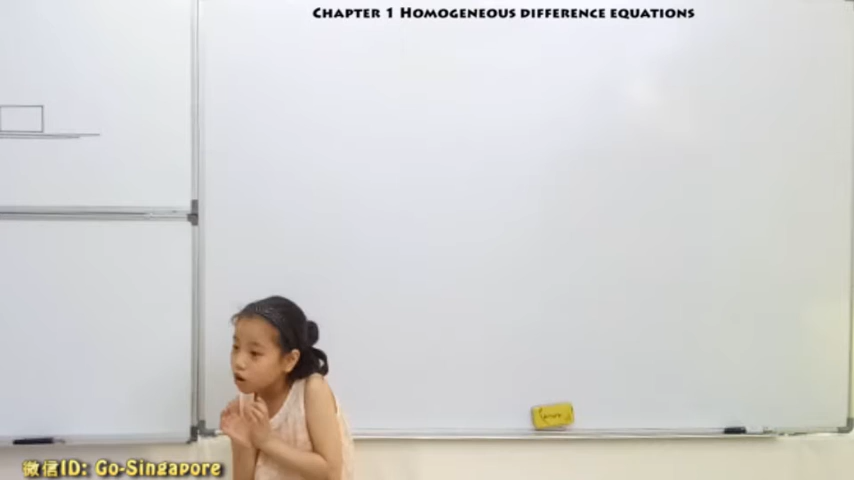 CHAPTER 1 HOMOGENEOUS DIFFERENCE EQUATIONS
微信ID: Go-Singapore